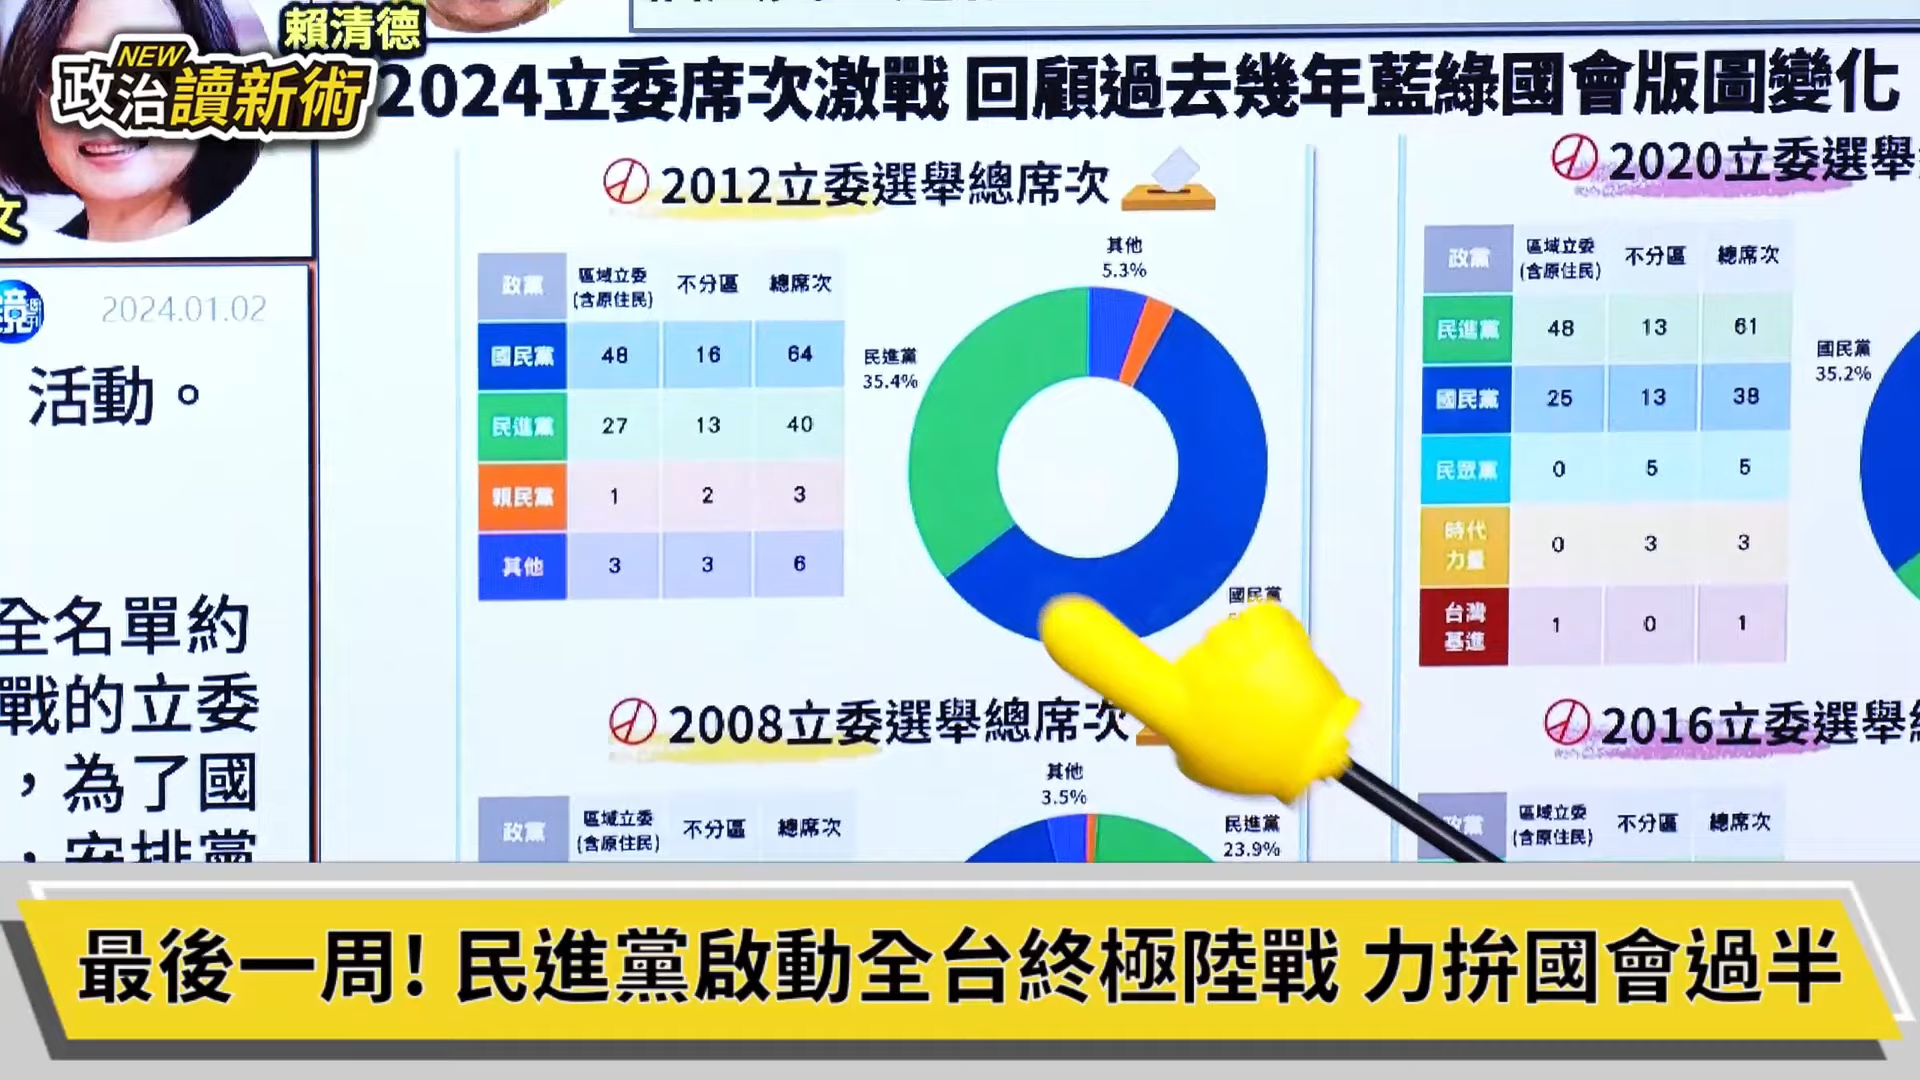 賴清德
NEW
政治讀新術
文
鏡週刊
2024.01.02
活動。
全名單約
戰的立委
，為了國
，安排黨
2024立委席次激戰 回顧過去幾年藍綠國會版圖變化
2012立委選舉總席次
政黨 區域立委(含原住民) 不分區 總席次
國民黨 48 16 64
民進黨 27 13 40
親民黨 1 2 3
其他 3 3 6
其他
5.3%
民進黨
35.4%
國民黨
2008立委選舉總席次
政黨 區域立委(含原住民) 不分區 總席次
其他
3.5%
民進黨
23.9%
2020立委選舉
政黨 區域立委(含原住民) 不分區 總席次
民進黨 48 13 61
國民黨 25 13 38
民眾黨 0 5 5
時代力量 0 3 3
台灣基進 1 0 1
國民黨
35.2%
2016立委選舉總
政黨 區域立委(含原住民) 不分區 總席次
最後一周! 民進黨啟動全台終極陸戰 力拚國會過半